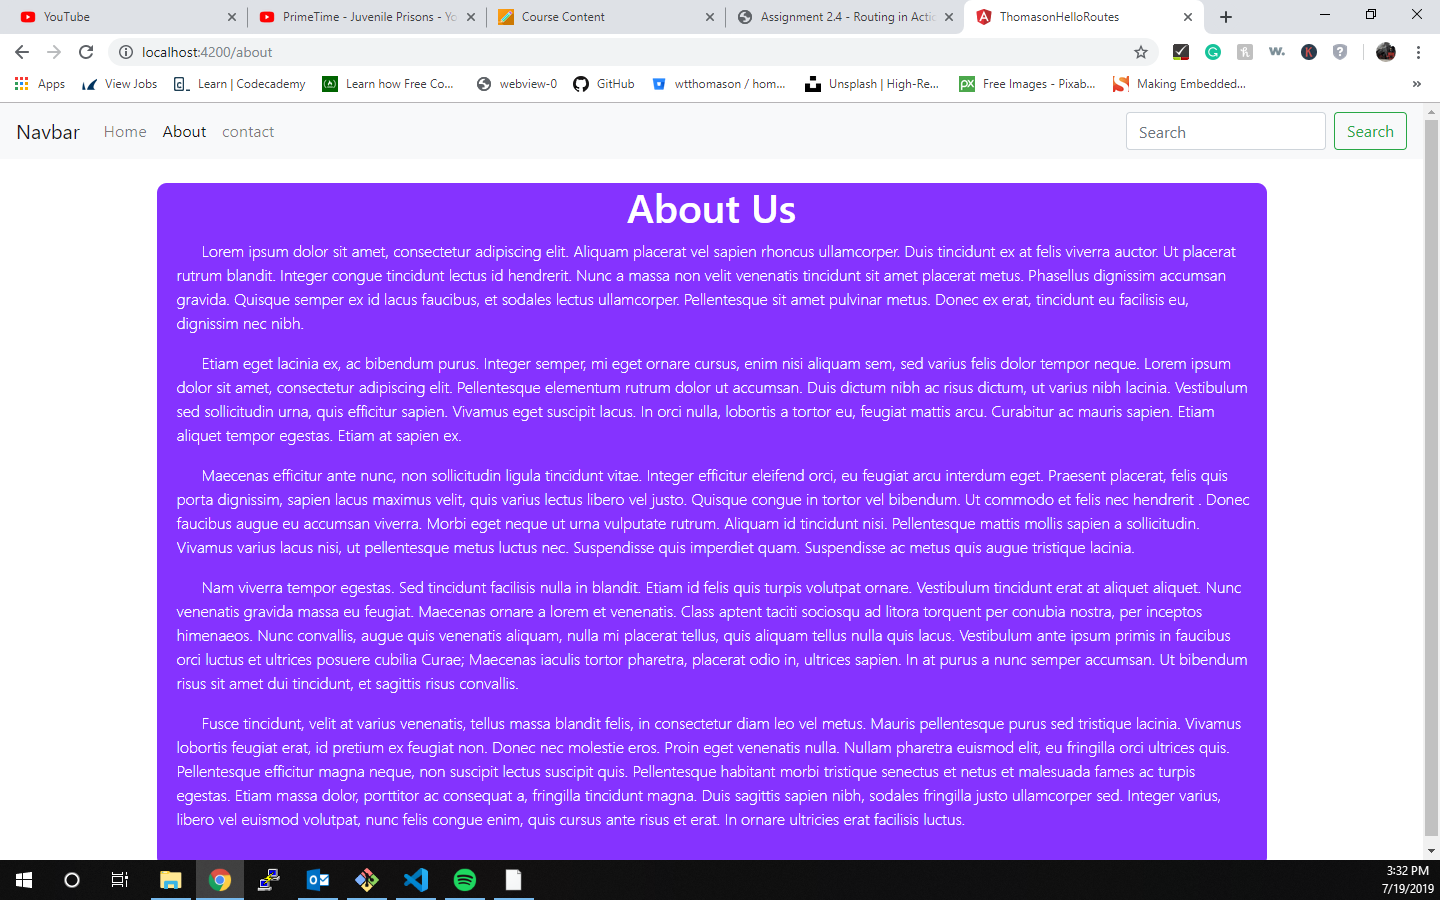 YouTube
PrimeTime - Juvenile Prisons - Yo
Course Content
Assignment 2.4 - Routing in Actio
ThomasonHelloRoutes
localhost:4200/about
Apps
View Jobs
Learn | Codecademy
Learn how Free Co...
webview-0
GitHub
wtthomason / hom...
Unsplash | High-Re...
Free Images - Pixab...
Making Embedded...
»
Navbar Home About contact
Search
Search
About Us
Lorem ipsum dolor sit amet, consectetur adipiscing elit. Aliquam placerat vel sapien rhoncus ullamcorper. Duis tincidunt ex at felis viverra auctor. Ut placerat
rutrum blandit. Integer congue tincidunt lectus id hendrerit. Nunc a massa non velit venenatis tincidunt sit amet placerat metus. Phasellus dignissim accumsan
gravida. Quisque semper ex id lacus faucibus, et sodales lectus ullamcorper. Pellentesque sit amet pulvinar metus. Donec ex erat, tincidunt eu facilisis eu,
dignissim nec nibh.
Etiam eget lacinia ex, ac bibendum purus. Integer semper, mi eget ornare cursus, enim nisi aliquam sem, sed varius felis dolor tempor neque. Lorem ipsum
dolor sit amet, consectetur adipiscing elit. Pellentesque elementum rutrum dolor ut accumsan. Duis dictum nibh ac risus dictum, ut varius nibh lacinia. Vestibulum
sed sollicitudin urna, quis efficitur sapien. Vivamus eget suscipit lacus. In orci nulla, lobortis a tortor eu, feugiat mattis arcu. Curabitur ac mauris sapien. Etiam
aliquet tempor egestas. Etiam at sapien ex.
Maecenas efficitur ante nunc, non sollicitudin ligula tincidunt vitae. Integer efficitur eleifend orci, eu feugiat arcu interdum eget. Praesent placerat, felis quis
porta dignissim, sapien lacus maximus velit, quis varius lectus libero vel justo. Quisque congue in tortor vel bibendum. Ut commodo et felis nec hendrerit . Donec
faucibus augue eu accumsan viverra. Morbi eget neque ut urna vulputate rutrum. Aliquam id tincidunt nisi. Pellentesque mattis mollis sapien a sollicitudin.
Vivamus varius lacus nisi, ut pellentesque metus luctus nec. Suspendisse quis imperdiet quam. Suspendisse ac metus quis augue tristique lacinia.
Nam viverra tempor egestas. Sed tincidunt facilisis nulla in blandit. Etiam id felis quis turpis volutpat ornare. Vestibulum tincidunt erat at aliquet aliquet. Nunc
venenatis gravida massa eu feugiat. Maecenas ornare a lorem et venenatis. Class aptent taciti sociosqu ad litora torquent per conubia nostra, per inceptos
himenaeos. Nunc convallis, augue quis venenatis aliquam, nulla mi placerat tellus, quis aliquam tellus nulla quis lacus. Vestibulum ante ipsum primis in faucibus
orci luctus et ultrices posuere cubilia Curae; Maecenas iaculis tortor pharetra, placerat odio in, ultrices sapien. In at purus a nunc semper accumsan. Ut bibendum
risus sit amet dui tincidunt, et sagittis risus convallis.
Fusce tincidunt, velit at varius venenatis, tellus massa blandit felis, in consectetur diam leo vel metus. Mauris pellentesque purus sed tristique lacinia. Vivamus
lobortis feugiat erat, id pretium ex feugiat non. Donec nec molestie eros. Proin eget venenatis nulla. Nullam pharetra euismod elit, eu fringilla orci ultrices quis.
Pellentesque efficitur magna neque, non suscipit lectus suscipit quis. Pellentesque habitant morbi tristique senectus et netus et malesuada fames ac turpis
egestas. Etiam massa dolor, porttitor ac consequat a, fringilla tincidunt magna. Duis sagittis sapien nibh, sodales fringilla justo ullamcorper sed. Integer varius,
libero vel euismod volutpat, nunc felis congue enim, quis cursus ante risus et erat. In ornare ultricies erat facilisis luctus.
3:32 PM
7/19/2019